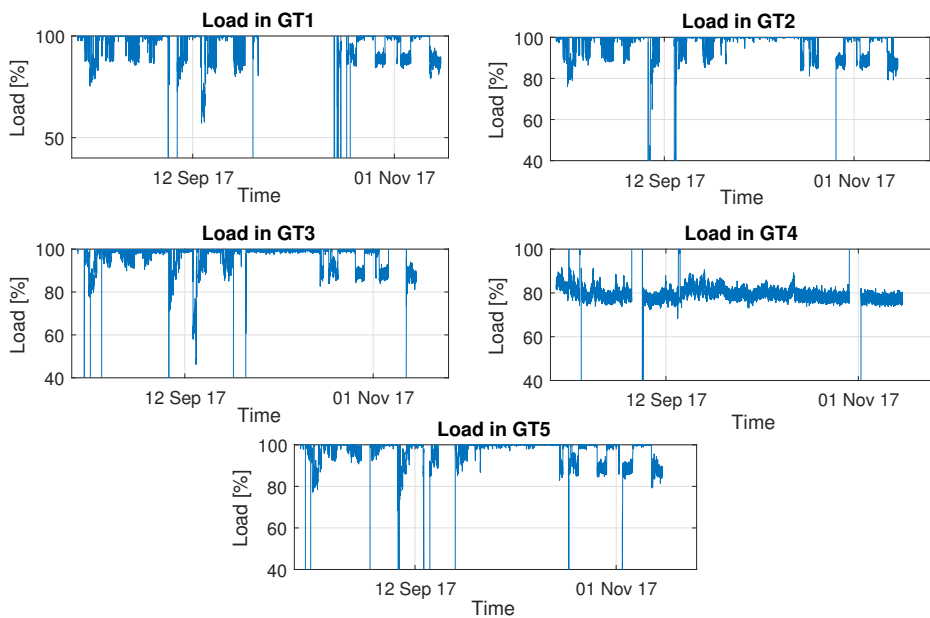 Load in GT1
Load [%]
100
50
12 Sep 17
01 Nov 17
Time
Load in GT2
Load [%]
100
80
60
40
12 Sep 17
01 Nov 17
Time
Load in GT3
Load [%]
100
80
60
40
12 Sep 17
01 Nov 17
Time
Load in GT4
Load [%]
100
80
60
40
12 Sep 17
01 Nov 17
Time
Load in GT5
Load [%]
100
80
60
40
12 Sep 17
01 Nov 17
Time